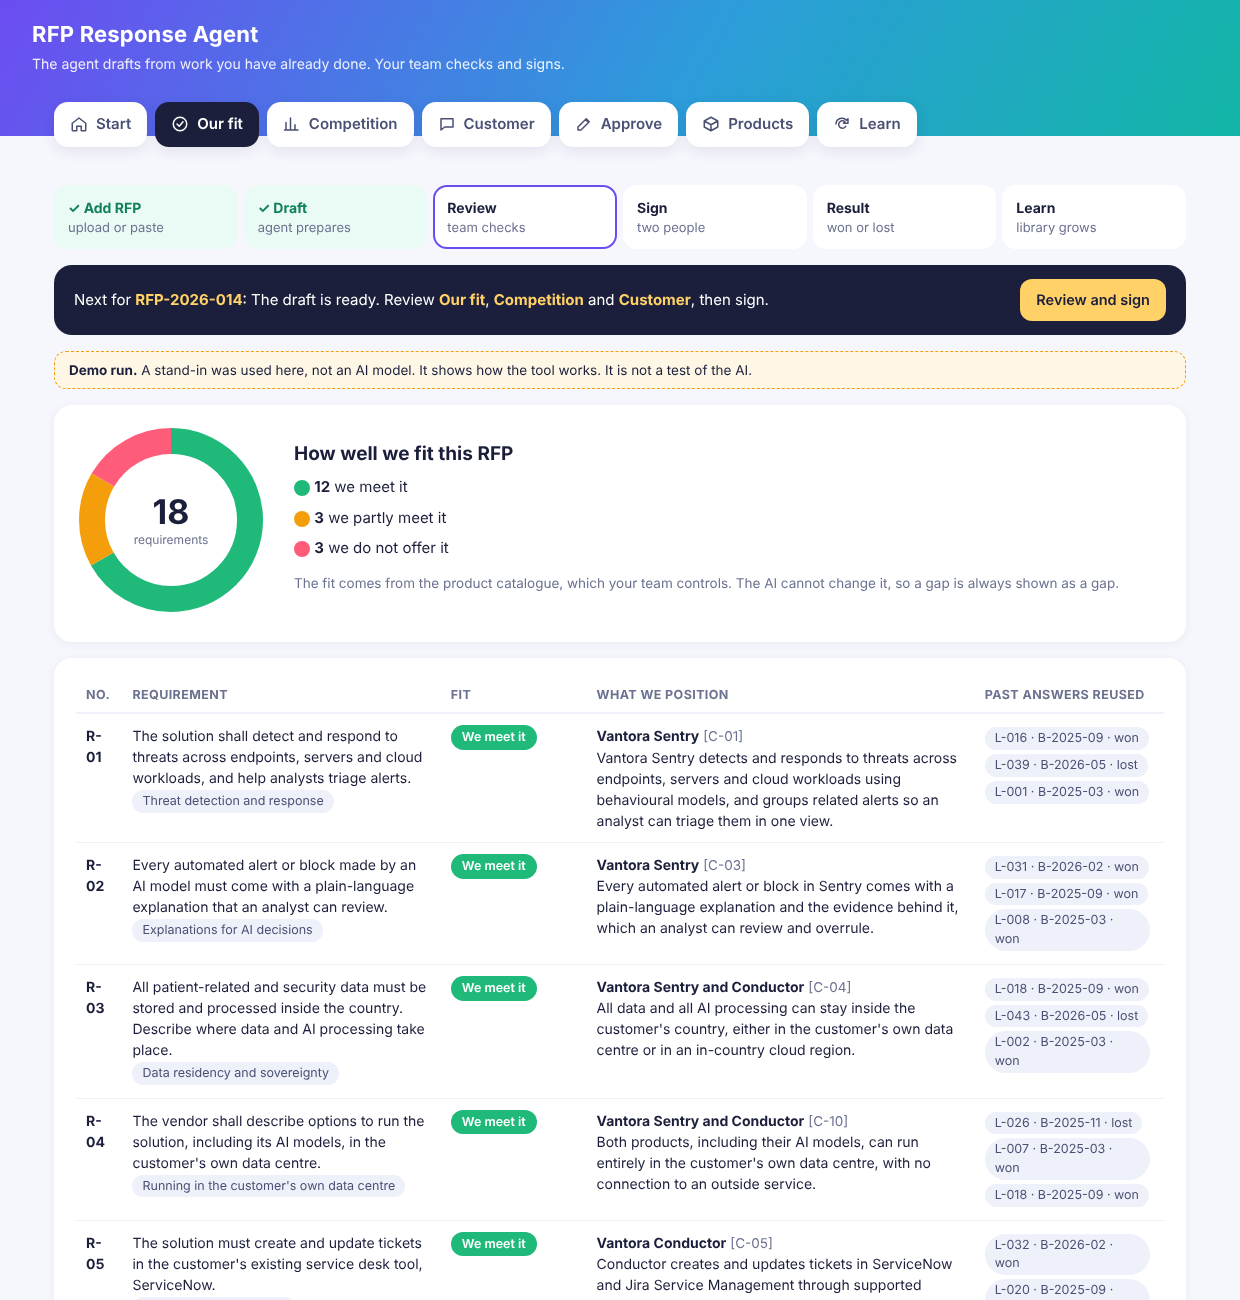 RFP Response Agent
The agent drafts from work you have already done. Your team checks and signs.
Start
Our fit
Competition
Customer
Approve
Products
Learn
✓ Add RFP
upload or paste
✓ Draft
agent prepares
Review
team checks
Sign
two people
Result
won or lost
Learn
library grows
Next for RFP-2026-014: The draft is ready. Review Our fit, Competition and Customer, then sign.
Review and sign
Demo run. A stand-in was used here, not an AI model. It shows how the tool works. It is not a test of the AI.
18
requirements
How well we fit this RFP
12 we meet it
3 we partly meet it
3 we do not offer it
The fit comes from the product catalogue, which your team controls. The AI cannot change it, so a gap is always shown as a gap.
NO.
REQUIREMENT
FIT
WHAT WE POSITION
PAST ANSWERS REUSED
R-
01
The solution shall detect and respond to
threats across endpoints, servers and cloud
workloads, and help analysts triage alerts.
Threat detection and response
We meet it
Vantora Sentry [C-01]
Vantora Sentry detects and responds to threats across
endpoints, servers and cloud workloads using
behavioural models, and groups related alerts so an
analyst can triage them in one view.
L-016 · B-2025-09 · won
L-039 · B-2026-05 · lost
L-001 · B-2025-03 · won
R-
02
Every automated alert or block made by an
AI model must come with a plain-language
explanation that an analyst can review.
Explanations for AI decisions
We meet it
Vantora Sentry [C-03]
Every automated alert or block in Sentry comes with a
plain-language explanation and the evidence behind it,
which an analyst can review and overrule.
L-031 · B-2026-02 · won
L-017 · B-2025-09 · won
L-008 · B-2025-03 ·
won
R-
03
All patient-related and security data must be
stored and processed inside the country.
Describe where data and AI processing take
place.
Data residency and sovereignty
We meet it
Vantora Sentry and Conductor [C-04]
All data and all AI processing can stay inside the
customer's country, either in the customer's own data
centre or in an in-country cloud region.
L-018 · B-2025-09 · won
L-043 · B-2026-05 · lost
L-002 · B-2025-03 ·
won
R-
04
The vendor shall describe options to run the
solution, including its AI models, in the
customer's own data centre.
Running in the customer's own data centre
We meet it
Vantora Sentry and Conductor [C-10]
Both products, including their AI models, can run
entirely in the customer's own data centre, with no
connection to an outside service.
L-026 · B-2025-11 · lost
L-007 · B-2025-03 ·
won
L-018 · B-2025-09 · won
R-
05
The solution must create and update tickets
in the customer's existing service desk tool,
ServiceNow.
We meet it
Vantora Conductor [C-05]
Conductor creates and updates tickets in ServiceNow
and Jira Service Management through supported
L-032 · B-2026-02 ·
won
L-020 · B-2025-09 ·